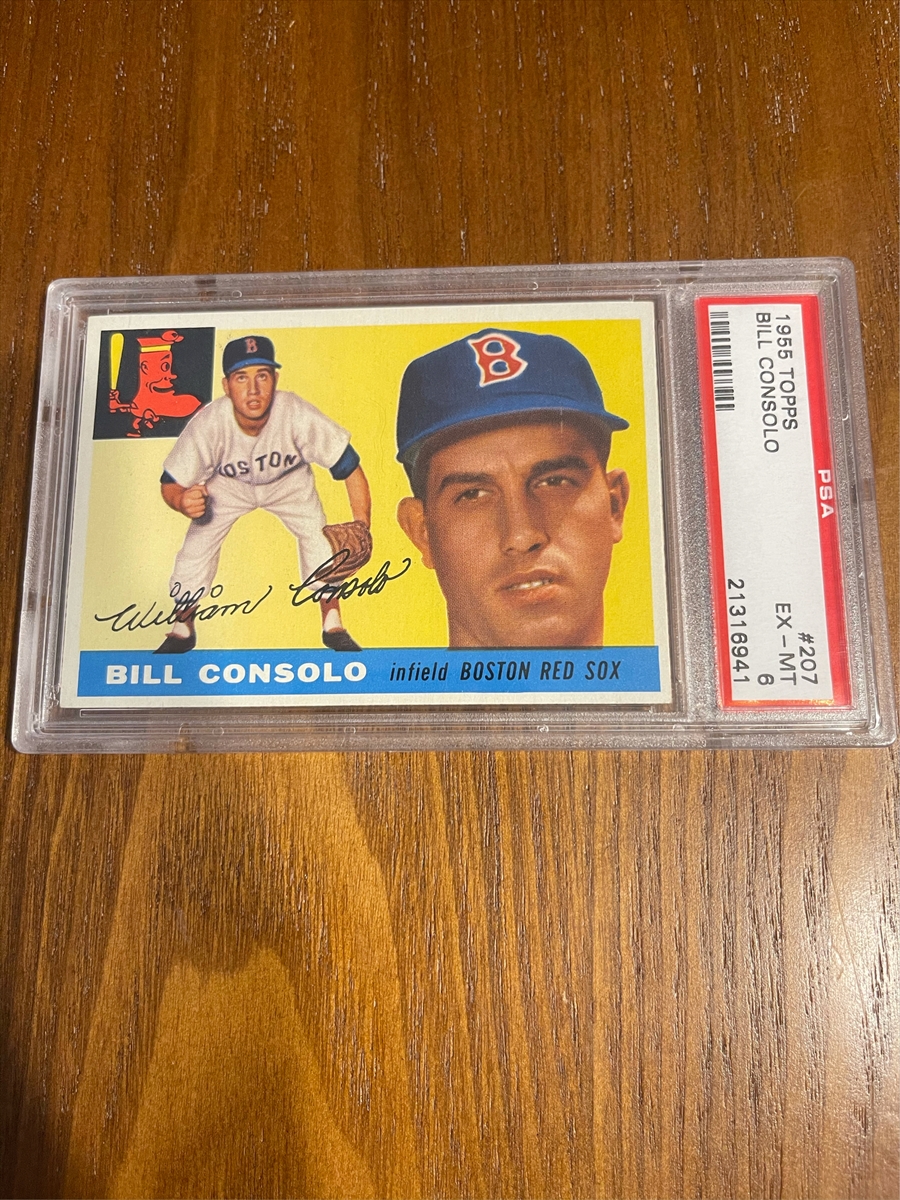 B
B
BOSTON
William Consolo
BILL CONSOLO infield BOSTON RED SOX
1955 TOPPS #207
BILL CONSOLO EX-MT
6
21316941
PSA